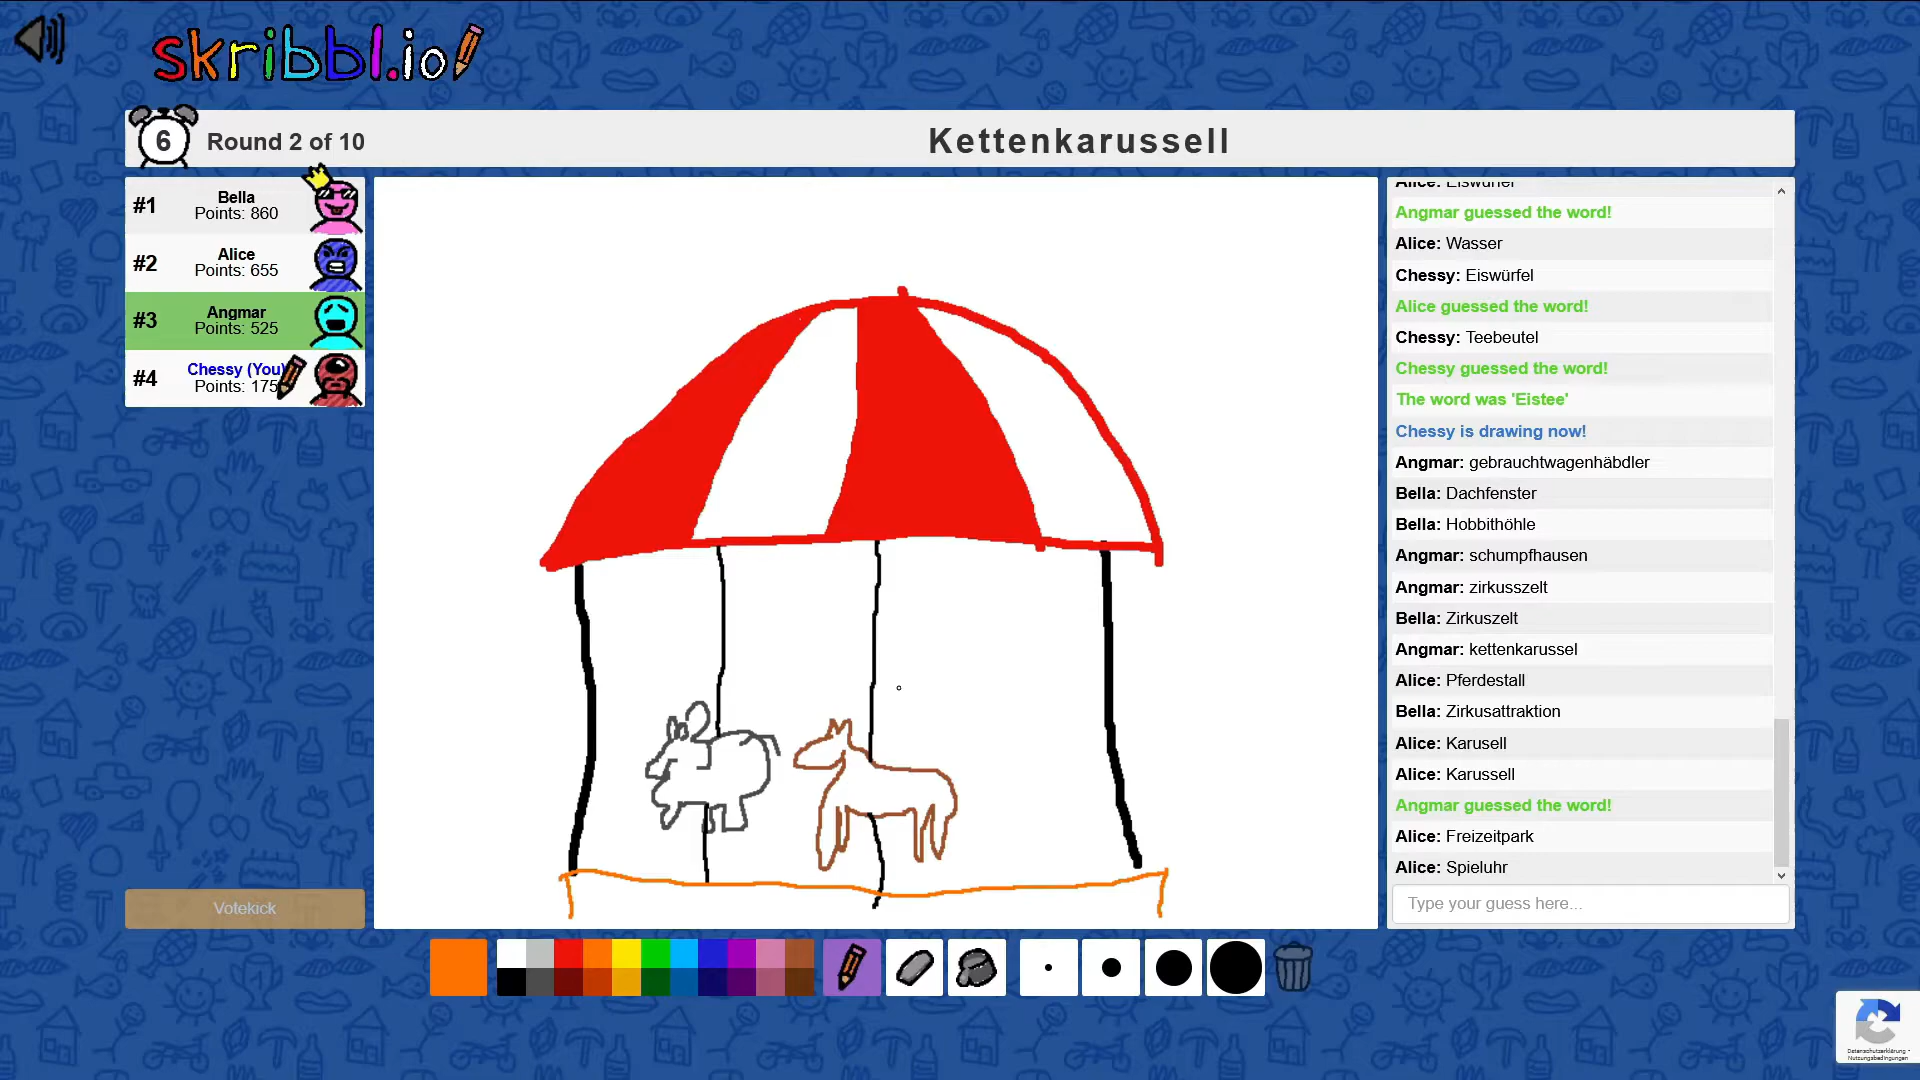 skribbl.io
6
Round 2 of 10
Kettenkarussell
#1
Bella
Points: 860
#2
Alice
Points: 655
#3
Angmar
Points: 525
#4
Chessy (You)
Points: 175
Votekick
Alice: Eiswürfel
Angmar guessed the word!
Alice: Wasser
Chessy: Eiswürfel
Alice guessed the word!
Chessy: Teebeutel
Chessy guessed the word!
The word was 'Eistee'
Chessy is drawing now!
Angmar: gebrauchtwagenhäbdler
Bella: Dachfenster
Bella: Hobbithöhle
Angmar: schumpfhausen
Angmar: zirkusszelt
Bella: Zirkuszelt
Angmar: kettenkarussel
Alice: Pferdestall
Bella: Zirkusattraktion
Alice: Karusell
Alice: Karussell
Angmar guessed the word!
Alice: Freizeitpark
Alice: Spieluhr
Type your guess here...
Datenschutzerklärung •
Nutzungsbedingungen